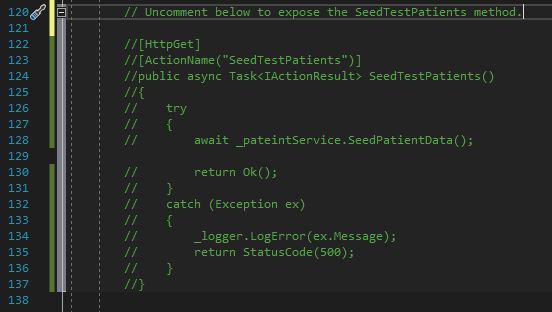 120 // Uncomment below to expose the SeedTestPatients method.
121
122 //[HttpGet]
123 //[ActionName("SeedTestPatients")]
124 //public async Task<IActionResult> SeedTestPatients()
125 //{
126 //    try
127 //    {
128 //        await _pateintService.SeedPatientData();
129
130 //        return Ok();
131 //    }
132 //    catch (Exception ex)
133 //    {
134 //        _logger.LogError(ex.Message);
135 //        return StatusCode(500);
136 //    }
137 //}
138